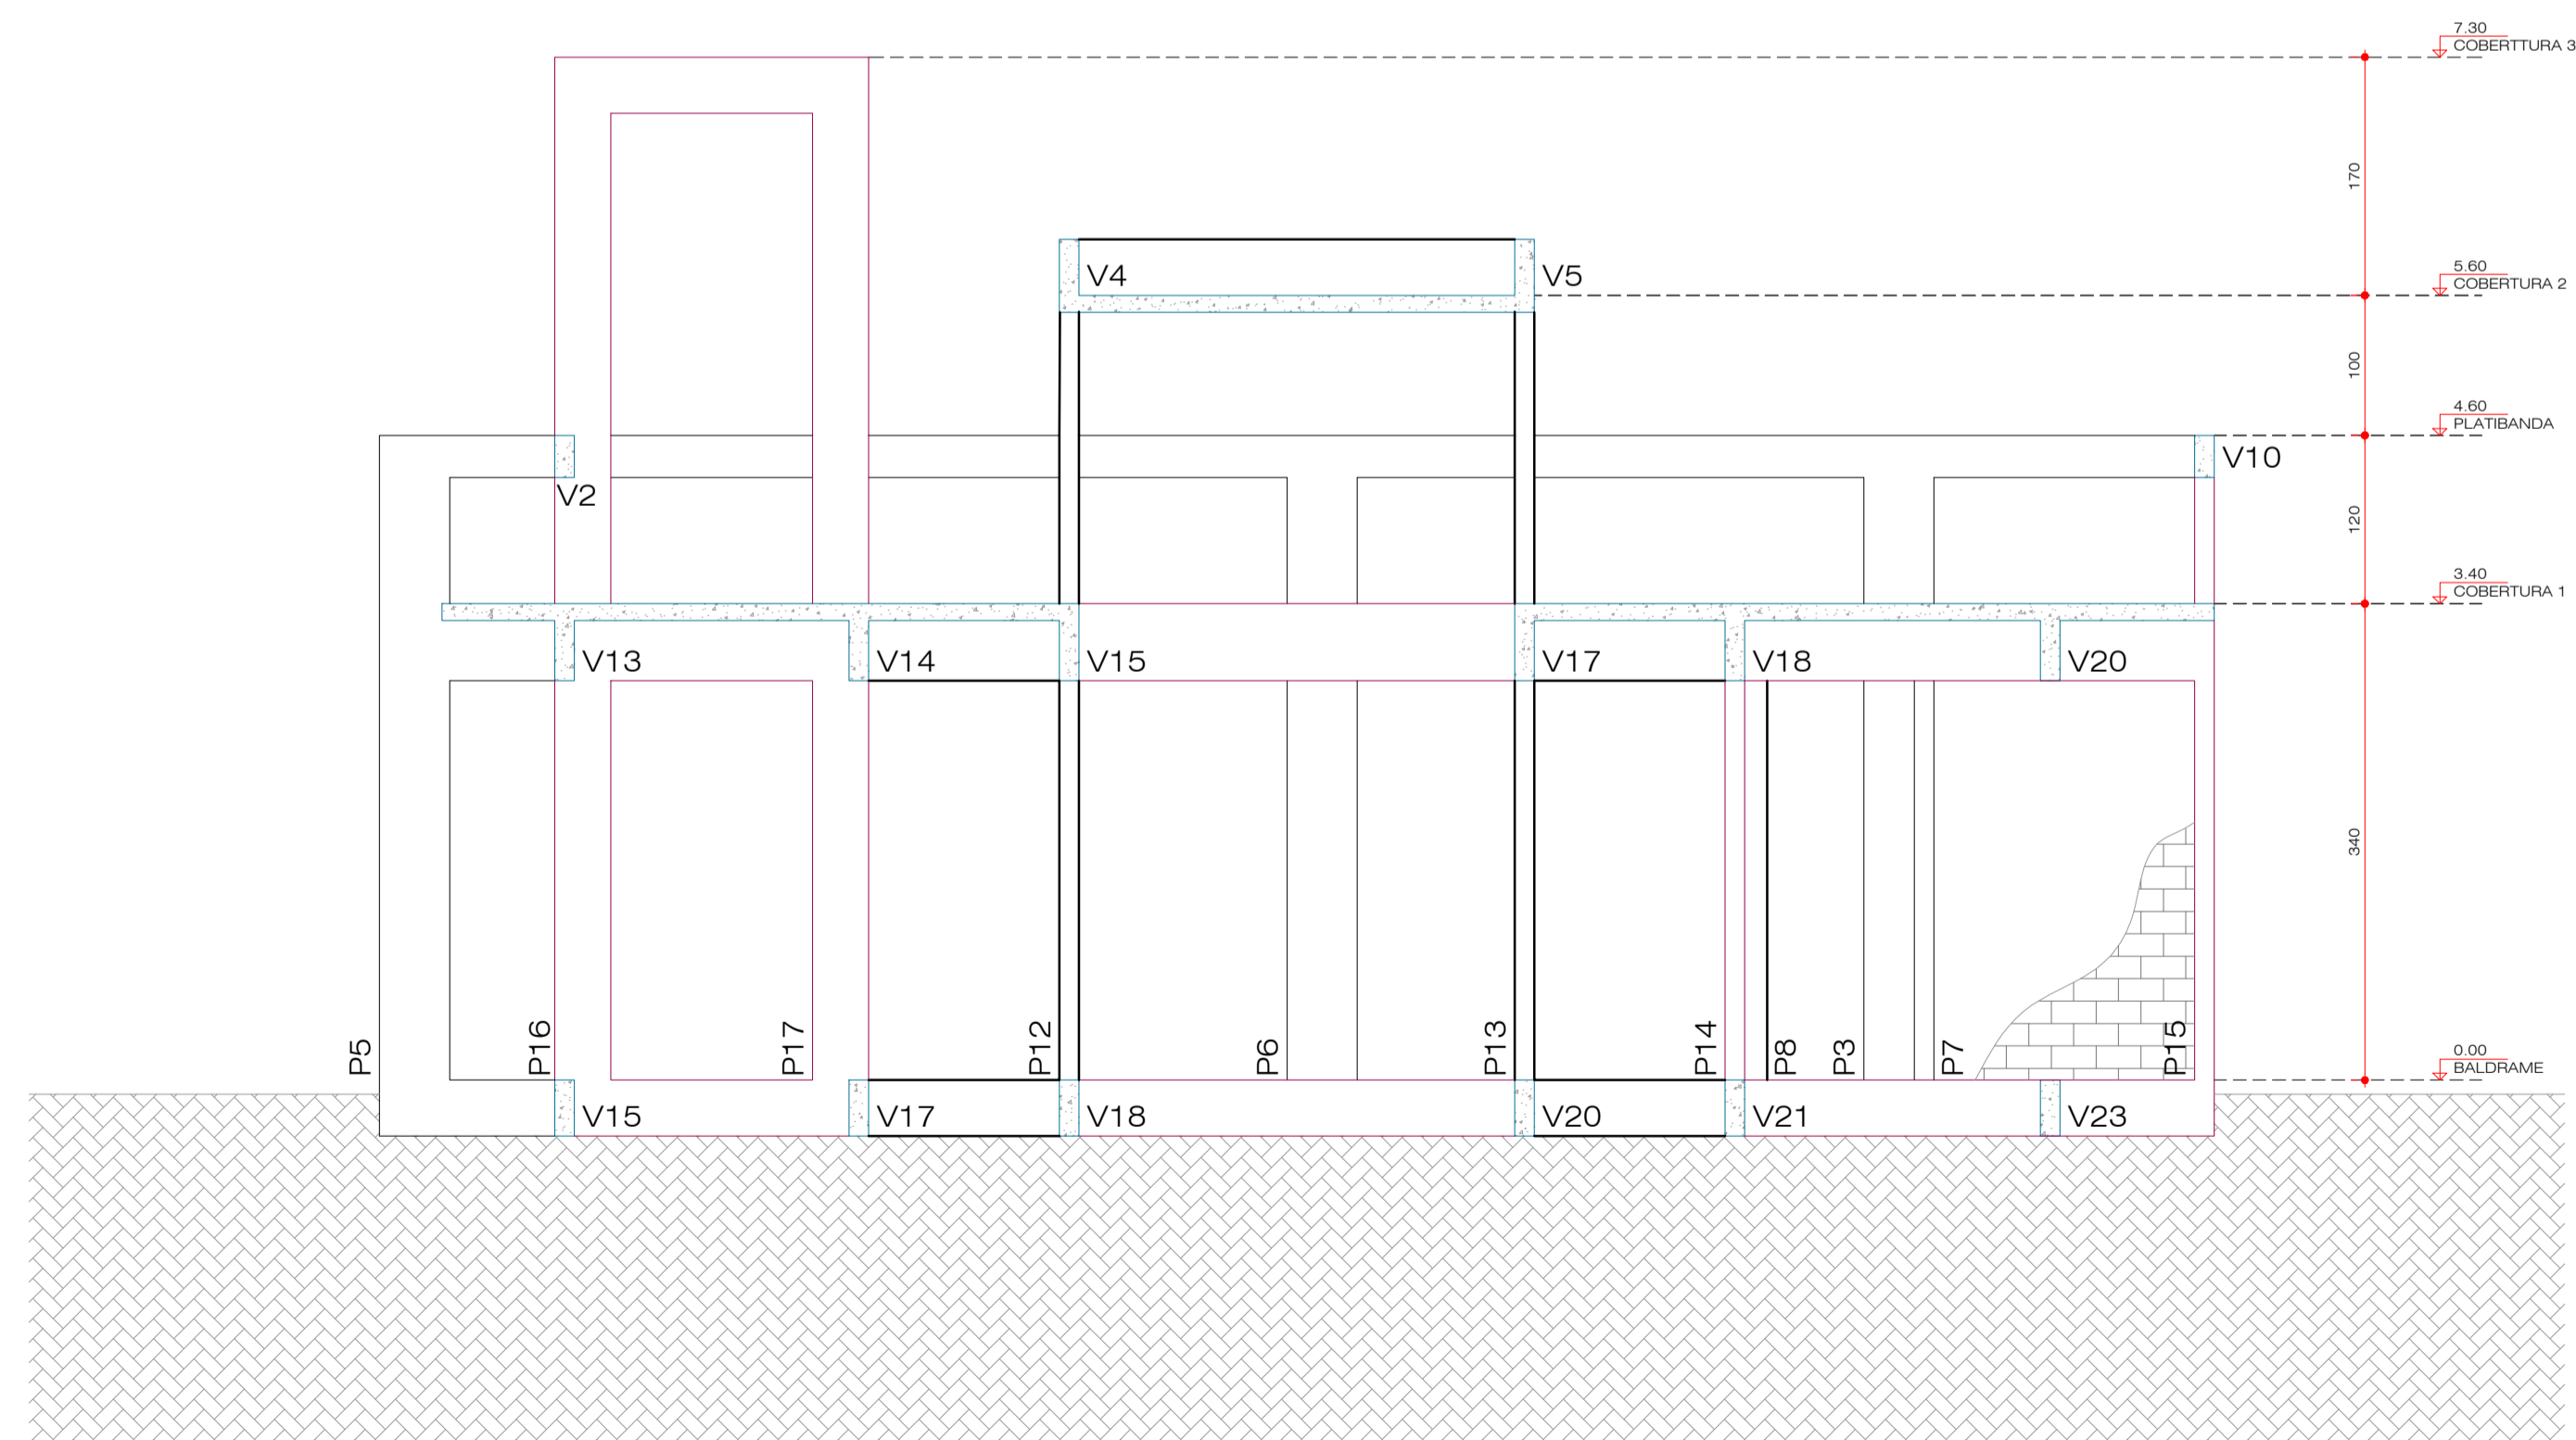 7.30
COBERTTURA 3
170
V4
V5
5.60
COBERTURA 2
100
4.60
PLATIBANDA
V2
V10
120
3.40
COBERTURA 1
V13
V14
V15
V17
V18
V20
340
P5
P16
P17
P12
P6
P13
P14
P8
P3
P7
P15
0.00
BALDRAME
V15
V17
V18
V20
V21
V23